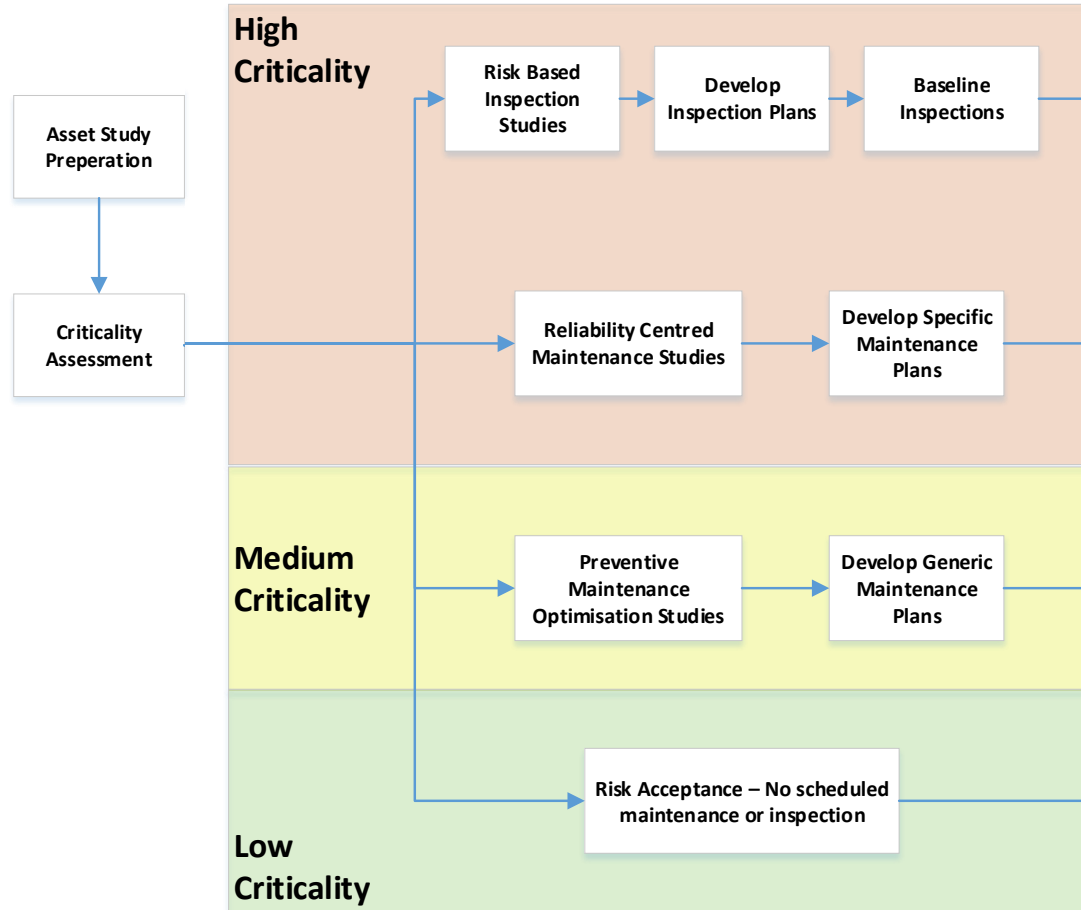 High
Criticality
Risk Based
Inspection
Studies
Develop
Inspection Plans
Baseline
Inspections
Asset Study
Preperation
Criticality
Assessment
Reliability Centred
Maintenance Studies
Develop Specific
Maintenance
Plans
Medium
Criticality
Preventive
Maintenance
Optimisation Studies
Develop Generic
Maintenance
Plans
Risk Acceptance – No scheduled
maintenance or inspection
Low
Criticality